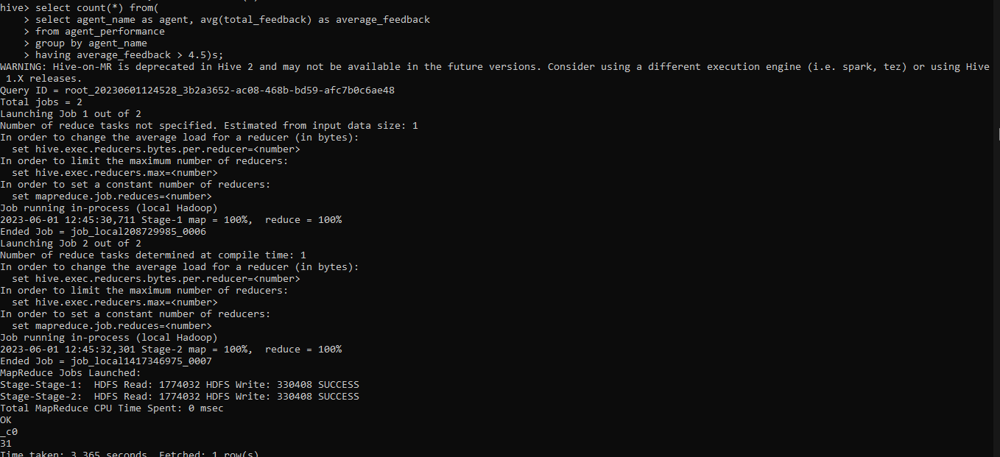 hive> select count(*) from(
    > select agent_name as agent, avg(total_feedback) as average_feedback
    > from agent_performance
    > group by agent_name
    > having average_feedback > 4.5)s;
WARNING: Hive-on-MR is deprecated in Hive 2 and may not be available in the future versions. Consider using a different execution engine (i.e. spark, tez) or using Hive
 1.X releases.
Query ID = root_20230601124528_3b2a3652-ac08-468b-bd59-afc7b0c6ae48
Total jobs = 2
Launching Job 1 out of 2
Number of reduce tasks not specified. Estimated from input data size: 1
In order to change the average load for a reducer (in bytes):
  set hive.exec.reducers.bytes.per.reducer=<number>
In order to limit the maximum number of reducers:
  set hive.exec.reducers.max=<number>
In order to set a constant number of reducers:
  set mapreduce.job.reduces=<number>
Job running in-process (local Hadoop)
2023-06-01 12:45:30,711 Stage-1 map = 100%,  reduce = 100%
Ended Job = job_local208729985_0006
Launching Job 2 out of 2
Number of reduce tasks determined at compile time: 1
In order to change the average load for a reducer (in bytes):
  set hive.exec.reducers.bytes.per.reducer=<number>
In order to limit the maximum number of reducers:
  set hive.exec.reducers.max=<number>
In order to set a constant number of reducers:
  set mapreduce.job.reduces=<number>
Job running in-process (local Hadoop)
2023-06-01 12:45:32,301 Stage-2 map = 100%,  reduce = 100%
Ended Job = job_local1417346975_0007
MapReduce Jobs Launched:
Stage-Stage-1:  HDFS Read: 1774032 HDFS Write: 330408 SUCCESS
Stage-Stage-2:  HDFS Read: 1774032 HDFS Write: 330408 SUCCESS
Total MapReduce CPU Time Spent: 0 msec
OK
_c0
31
Time taken: 3.365 seconds, Fetched: 1 row(s)